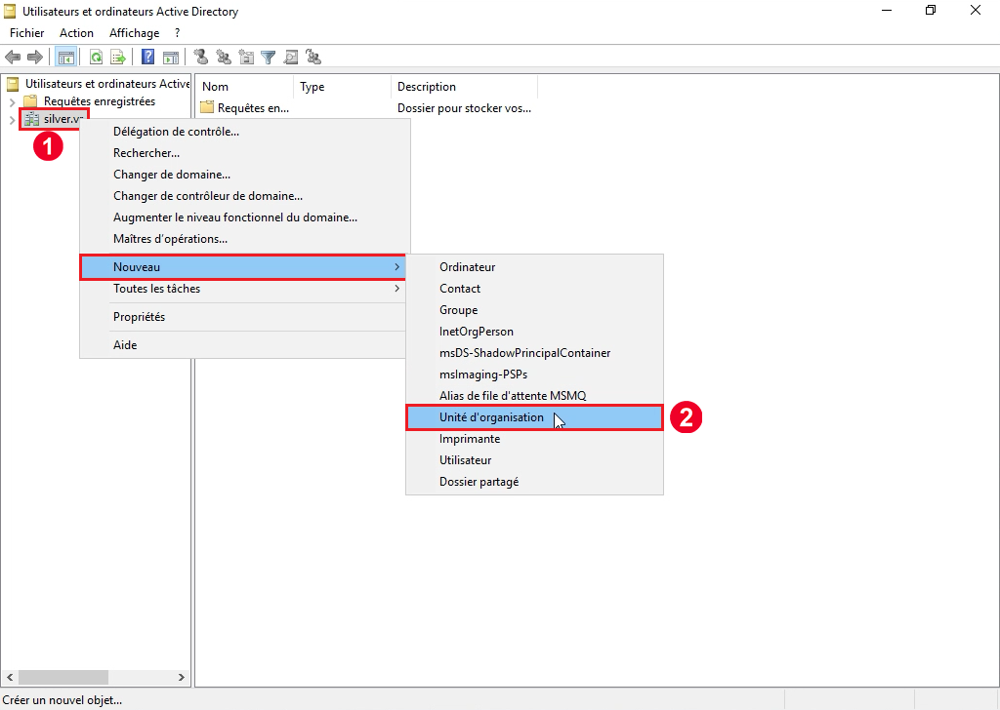 Utilisateurs et ordinateurs Active Directory
Fichier Action Affichage ?
Utilisateurs et ordinateurs Active
Requêtes enregistrées
silver.v
1
Nom Type Description
Requêtes en... Dossier pour stocker vos...
Délégation de contrôle...
Rechercher...
Changer de domaine...
Changer de contrôleur de domaine...
Augmenter le niveau fonctionnel du domaine...
Maîtres d'opérations...
Nouveau
Toutes les tâches
Propriétés
Aide
Ordinateur
Contact
Groupe
InetOrgPerson
msDS-ShadowPrincipalContainer
msImaging-PSPs
Alias de file d'attente MSMQ
Unité d'organisation
2
Imprimante
Utilisateur
Dossier partagé
Créer un nouvel objet...